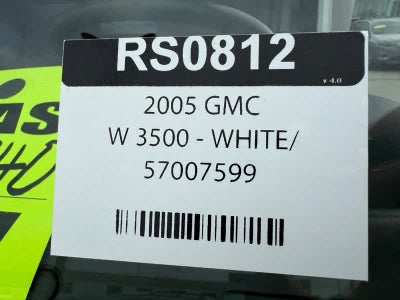 RS0812
v 4.0
2005 GMC
W 3500 - WHITE/
57007599